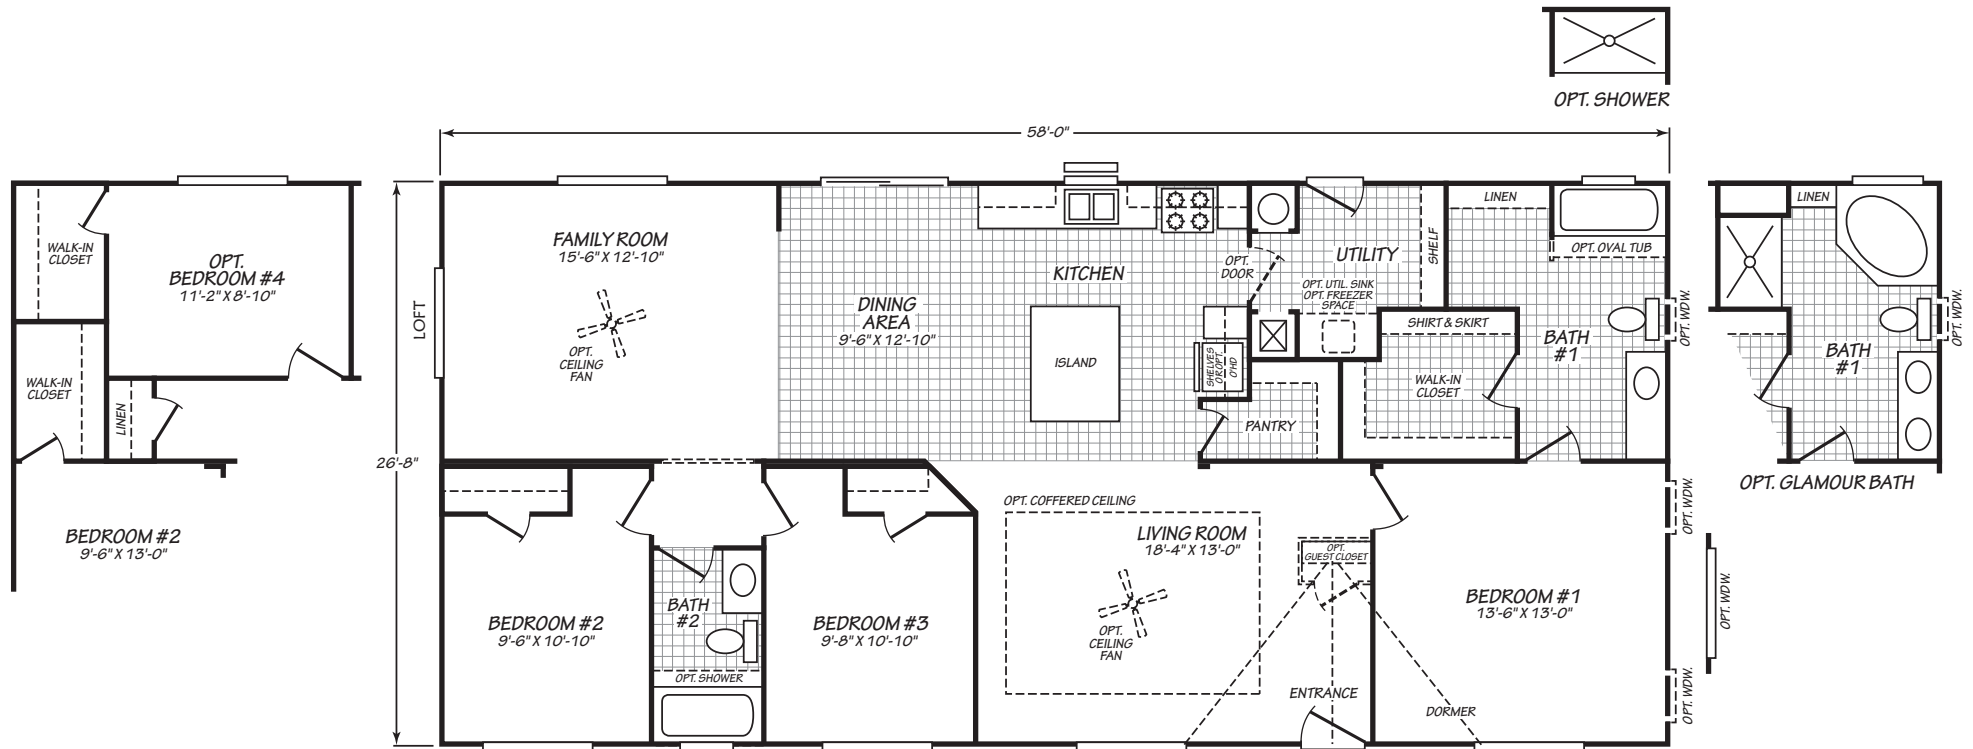 OPT. SHOWER
58'-0"
WALK-IN
CLOSET
OPT.
BEDROOM #4
11'-2" X 8'-10"
WALK-IN
CLOSET
LINEN
BEDROOM #2
9'-6" X 13'-0"
26'-8"
LOFT
FAMILY ROOM
15'-6" X 12'-10"
OPT.
CEILING
FAN
DINING
AREA
9'-6" X 12'-10"
KITCHEN
ISLAND
SHELVES
OR OPT.
O'HD
OPT.
DOOR
UTILITY
OPT. UTIL. SINK
OPT. FREEZER
SPACE
SHELF
PANTRY
LINEN
OPT. OVAL TUB
SHIRT & SKIRT
WALK-IN
CLOSET
BATH
#1
OPT. WDW.
BEDROOM #2
9'-6" X 10'-10"
BATH
#2
OPT. SHOWER
BEDROOM #3
9'-8" X 10'-10"
OPT. COFFERED CEILING
LIVING ROOM
18'-4" X 13'-0"
OPT.
CEILING
FAN
OPT.
GUEST CLOSET
ENTRANCE
DORMER
BEDROOM #1
13'-6" X 13'-0"
OPT. WDW.
OPT. WDW.
OPT. WDW.
LINEN
BATH
#1
OPT. WDW.
OPT. GLAMOUR BATH